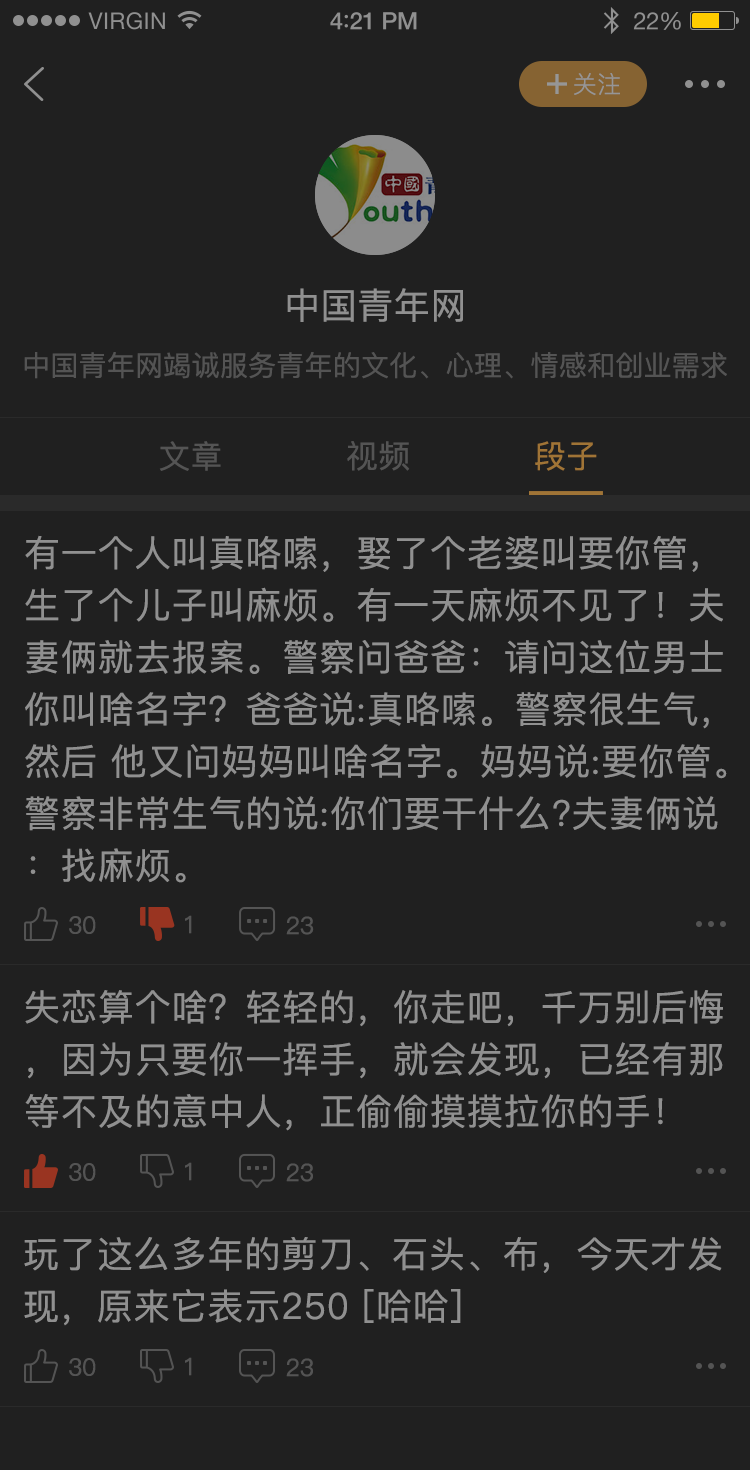 VIRGIN 4:21 PM 22%
+关注
中國青
outh
中国青年网
中国青年网竭诚服务青年的文化、心理、情感和创业需求
文章 视频 段子
有一个人叫真咯嗦，娶了个老婆叫要你管，
生了个儿子叫麻烦。有一天麻烦不见了！夫
妻俩就去报案。警察问爸爸：请问这位男士
你叫啥名字？爸爸说:真咯嗦。警察很生气，
然后 他又问妈妈叫啥名字。妈妈说:要你管。
警察非常生气的说:你们要干什么?夫妻俩说
：找麻烦。
30 1 23
失恋算个啥？轻轻的，你走吧，千万别后悔
，因为只要你一挥手，就会发现，已经有那
等不及的意中人，正偷偷摸摸拉你的手！
30 1 23
玩了这么多年的剪刀、石头、布，今天才发
现，原来它表示250 [哈哈]
30 1 23